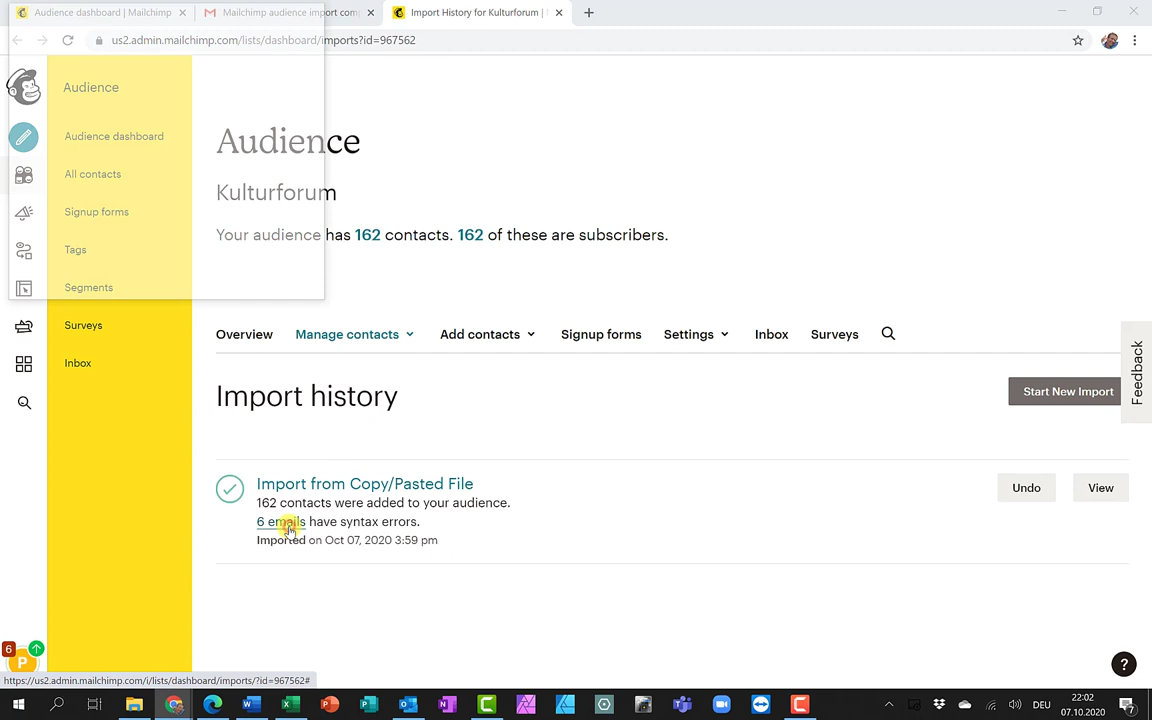 Audience dashboard | Mailchimp
Mailchimp audience import com
Import History for Kulturforum |
us2.admin.mailchimp.com/lists/dashboard/imports?id=967562
Audience
Audience dashboard
All contacts
Signup forms
Tags
Segments
Surveys
Inbox
Audience
Kulturforum
Your audience has 162 contacts. 162 of these are subscribers.
Overview
Manage contacts
Add contacts
Signup forms
Settings
Inbox
Surveys
Feedback
Import history
Start New Import
Import from Copy/Pasted File
162 contacts were added to your audience.
6 emails have syntax errors.
Imported on Oct 07, 2020 3:59 pm
Undo
View
6
P
?
https://us2.admin.mailchimp.com/i/lists/dashboard/imports/?id=967562#
DEU
22:02
07.10.2020
7